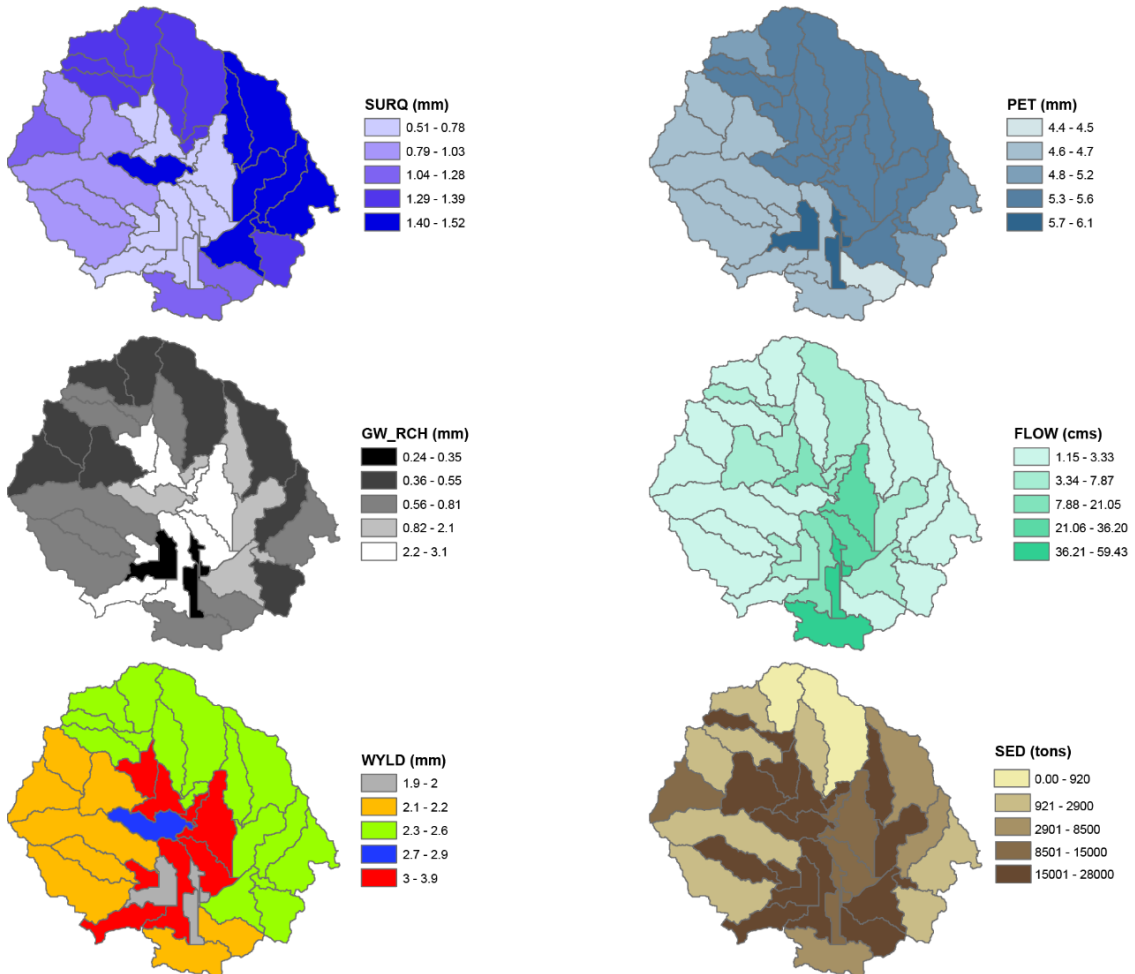 SURQ (mm)
0.51 - 0.78
0.79 - 1.03
1.04 - 1.28
1.29 - 1.39
1.40 - 1.52
PET (mm)
4.4 - 4.5
4.6 - 4.7
4.8 - 5.2
5.3 - 5.6
5.7 - 6.1
GW_RCH (mm)
0.24 - 0.35
0.36 - 0.55
0.56 - 0.81
0.82 - 2.1
2.2 - 3.1
FLOW (cms)
1.15 - 3.33
3.34 - 7.87
7.88 - 21.05
21.06 - 36.20
36.21 - 59.43
WYLD (mm)
1.9 - 2
2.1 - 2.2
2.3 - 2.6
2.7 - 2.9
3 - 3.9
SED (tons)
0.00 - 920
921 - 2900
2901 - 8500
8501 - 15000
15001 - 28000